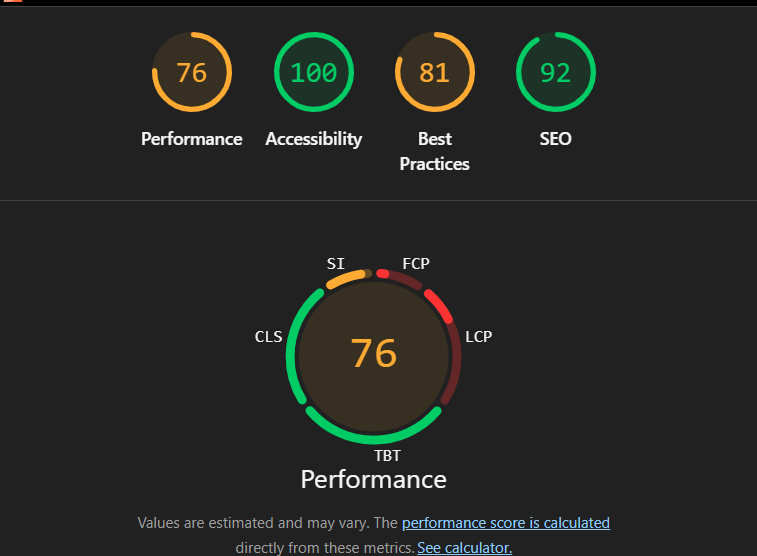 76 100 81 92
Performance Accessibility Best Practices SEO
SI FCP
CLS 76 LCP
TBT
Performance
Values are estimated and may vary. The performance score is calculated
directly from these metrics. See calculator.